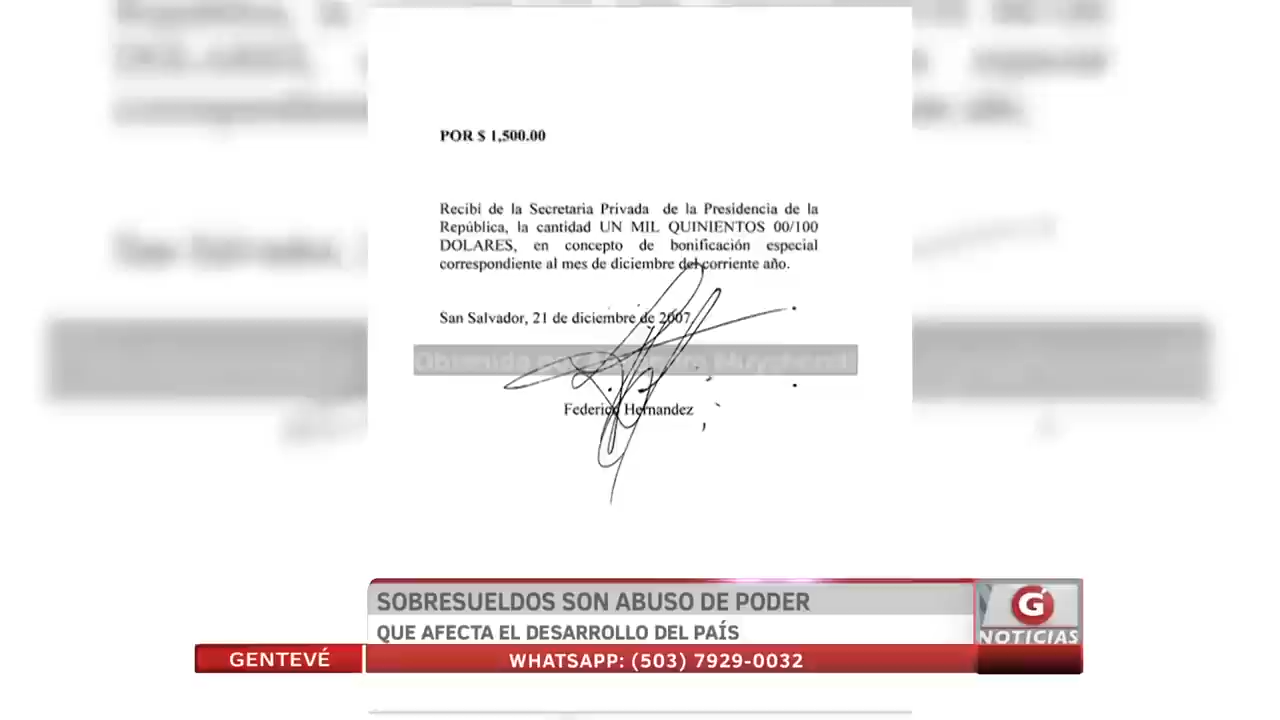 POR $ 1,500.00
Recibí de la Secretaria Privada de la Presidencia de la
República, la cantidad UN MIL QUINIENTOS 00/100
DOLARES, en concepto de bonificación especial
correspondiente al mes de diciembre del corriente año.
San Salvador, 21 de diciembre de 2007
Obtenida por
Federico Hernandez
SOBRESUELDOS SON ABUSO DE PODER
QUE AFECTA EL DESARROLLO DEL PAÍS
G
NOTICIAS
GENTEVÉ
WHATSAPP: (503) 7929-0032